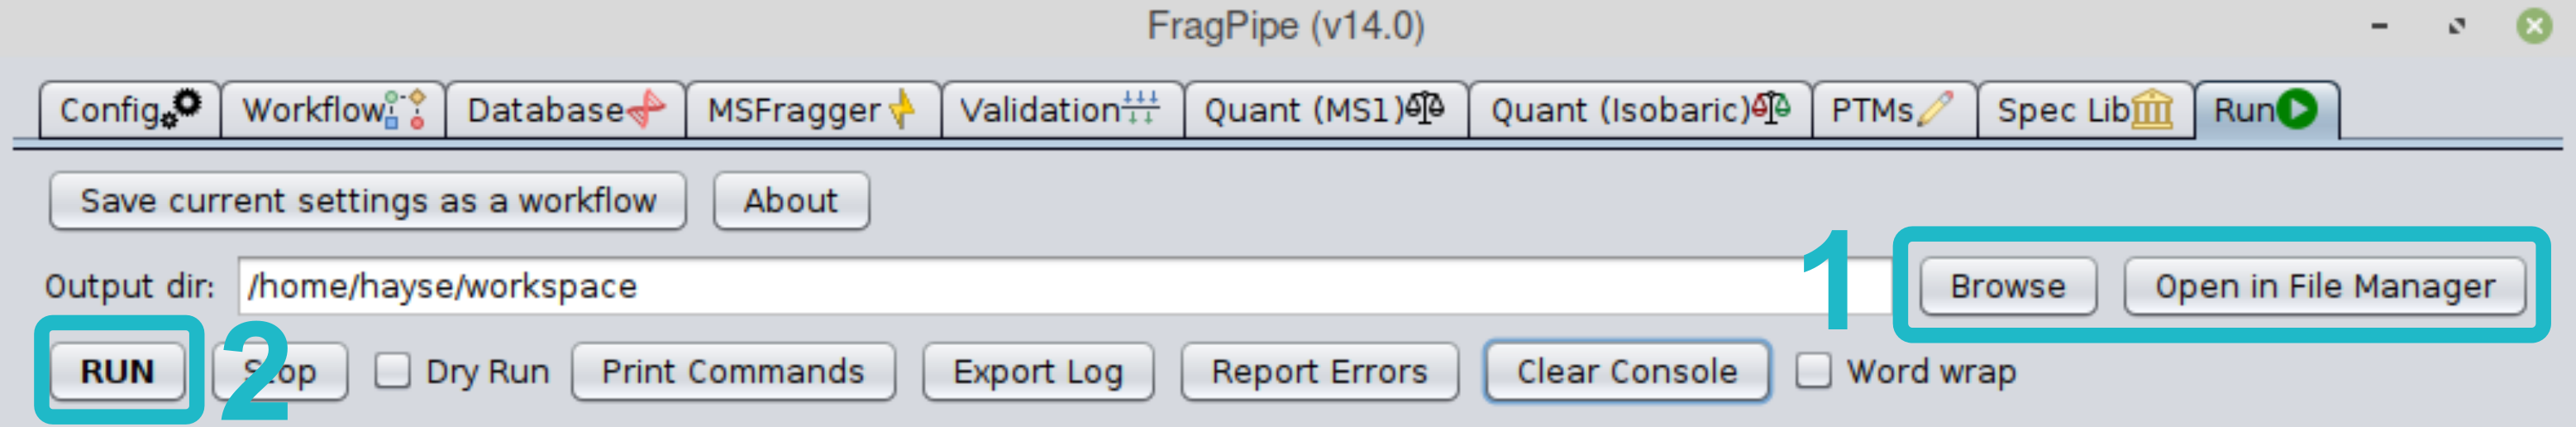 FragPipe (v14.0)
Config Workflow Database MSFragger Validation Quant (MS1) Quant (Isobaric) PTMs Spec Lib Run
Save current settings as a workflow About
Output dir: /home/hayse/workspace 1 Browse Open in File Manager
RUN 2 Stop Dry Run Print Commands Export Log Report Errors Clear Console Word wrap